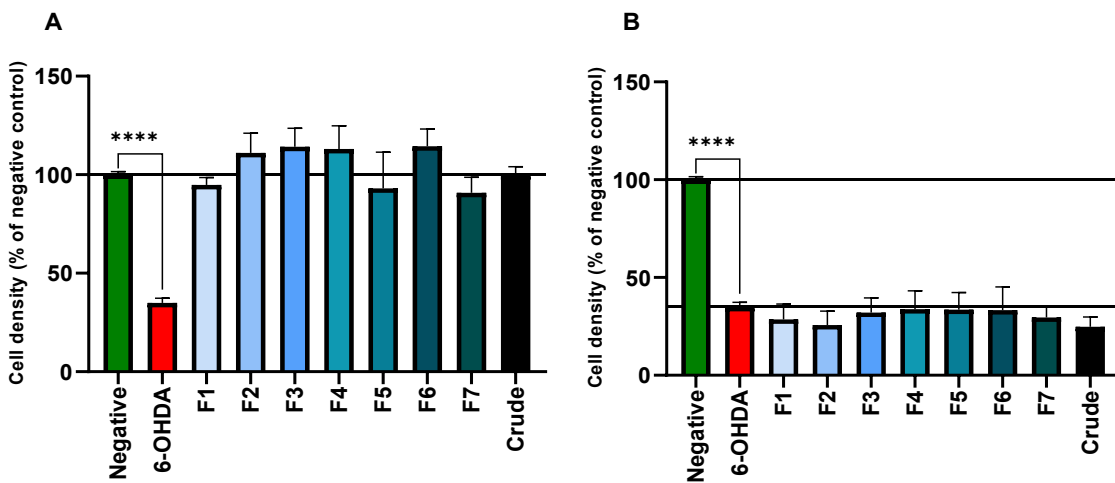 A
Cell density (% of negative control)
150
100
50
0
****
Negative
6-OHDA
F1
F2
F3
F4
F5
F6
F7
Crude
B
Cell density (% of negative control)
150
100
50
0
****
Negative
6-OHDA
F1
F2
F3
F4
F5
F6
F7
Crude